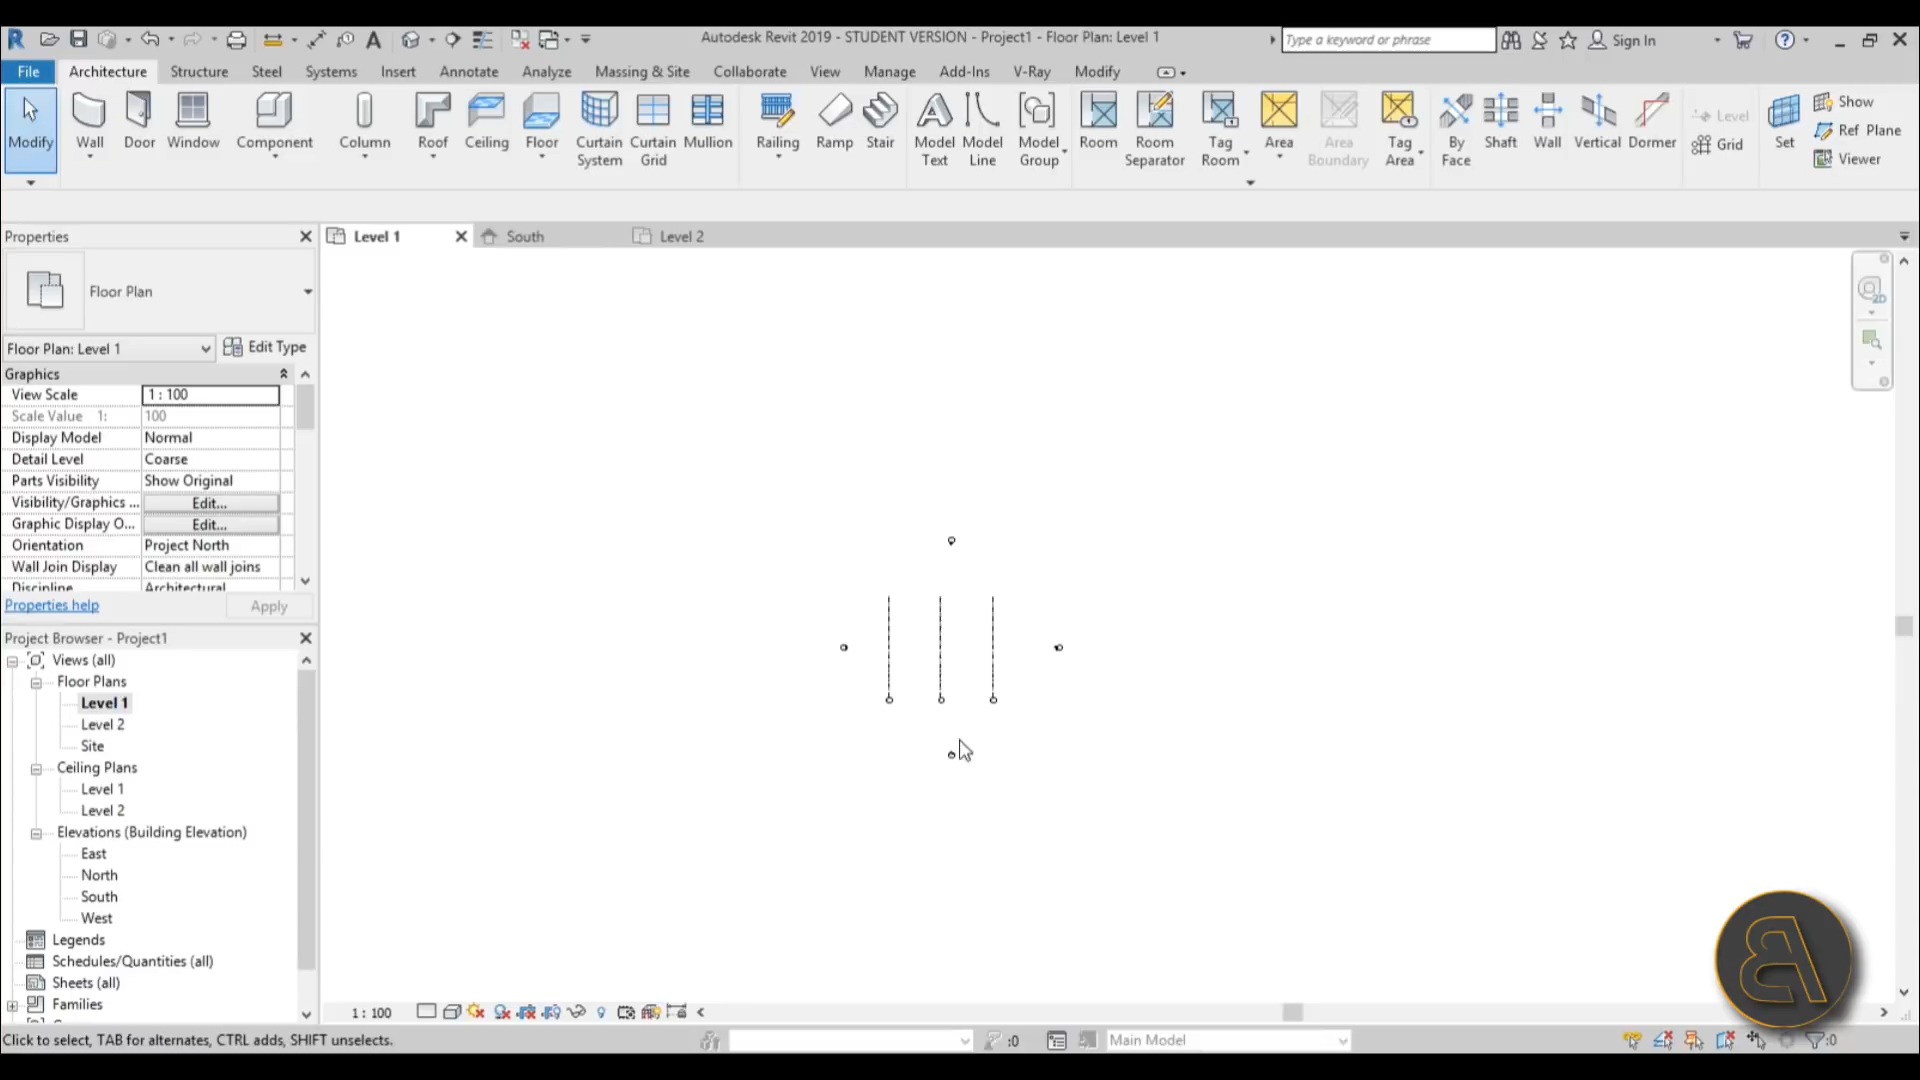 Autodesk Revit 2019 - STUDENT VERSION - Project1 - Floor Plan: Level 1
Type a keyword or phrase
Sign In
File Architecture Structure Steel Systems Insert Annotate Analyze Massing & Site Collaborate View Manage Add-Ins V-Ray Modify
Modify
Wall
Door
Window
Component
Column
Roof
Ceiling
Floor
Curtain System
Curtain Grid
Mullion
Railing
Ramp
Stair
Model Text
Model Line
Model Group
Room
Room Separator
Tag Room
Area
Area Boundary
Tag Area
By Face
Shaft
Wall
Vertical
Dormer
Level
Grid
Set
Show
Ref Plane
Viewer
Properties
Level 1
South
Level 2
Floor Plan
Floor Plan: Level 1
Edit Type
Graphics
View Scale 1 : 100
Scale Value 1: 100
Display Model Normal
Detail Level Coarse
Parts Visibility Show Original
Visibility/Graphics ... Edit...
Graphic Display O... Edit...
Orientation Project North
Wall Join Display Clean all wall joins
Discipline Architectural
Properties help
Apply
Project Browser - Project1
Views (all)
Floor Plans
Level 1
Level 2
Site
Ceiling Plans
Level 1
Level 2
Elevations (Building Elevation)
East
North
South
West
Legends
Schedules/Quantities (all)
Sheets (all)
Families
1 : 100
Click to select, TAB for alternates, CTRL adds, SHIFT unselects.
:0
Main Model
:0